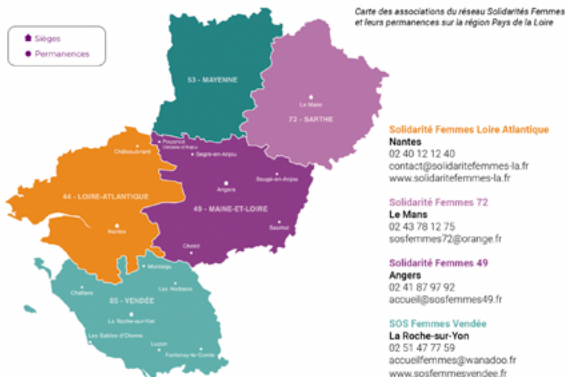 Carte des associations du réseau Solidarités Femmes
et leurs permanences sur la région Pays de la Loire
Sièges
Permanences
53 - MAYENNE
Le Mans
72 - SARTHE
Pouancé
Segré-en-Anjou
Châteaubriant
Angers
Baugé-en-Anjou
44 - LOIRE-ATLANTIQUE
49 - MAINE-ET-LOIRE
Nantes
Saumur
Cholet
Montaigu
Challans
Les Herbiers
85 - VENDÉE
La Roche-sur-Yon
Les Sables d'Olonne
Luçon
Fontenay-le-Comte
Solidarité Femmes Loire Atlantique
Nantes
02 40 12 12 40
contact@solidaritefemmes-la.fr
www.solidaritefemmes-la.fr
Solidarité Femmes 72
Le Mans
02 43 78 12 75
sosfemmes72@orange.fr
Solidarité Femmes 49
Angers
02 41 87 97 92
accueil@sosfemmes49.fr
SOS Femmes Vendée
La Roche-sur-Yon
02 51 47 77 59
accueilfemmes@wanadoo.fr
www.sosfemmesvendee.fr